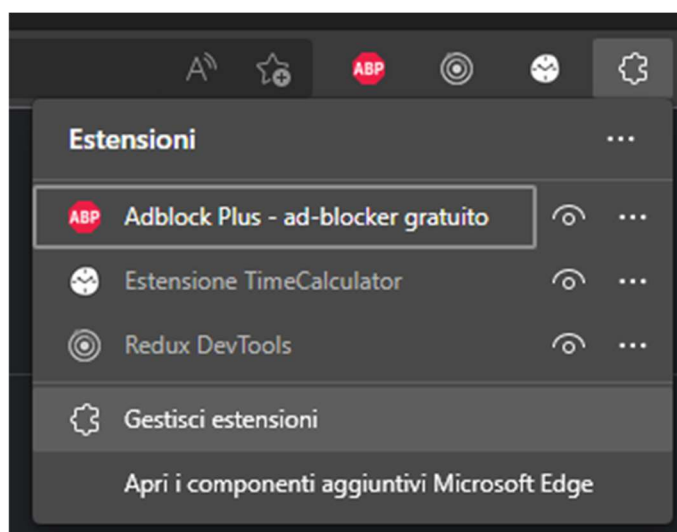 A
ABP
Estensioni
ABP Adblock Plus - ad-blocker gratuito
Estensione TimeCalculator
Redux DevTools
Gestisci estensioni
Apri i componenti aggiuntivi Microsoft Edge